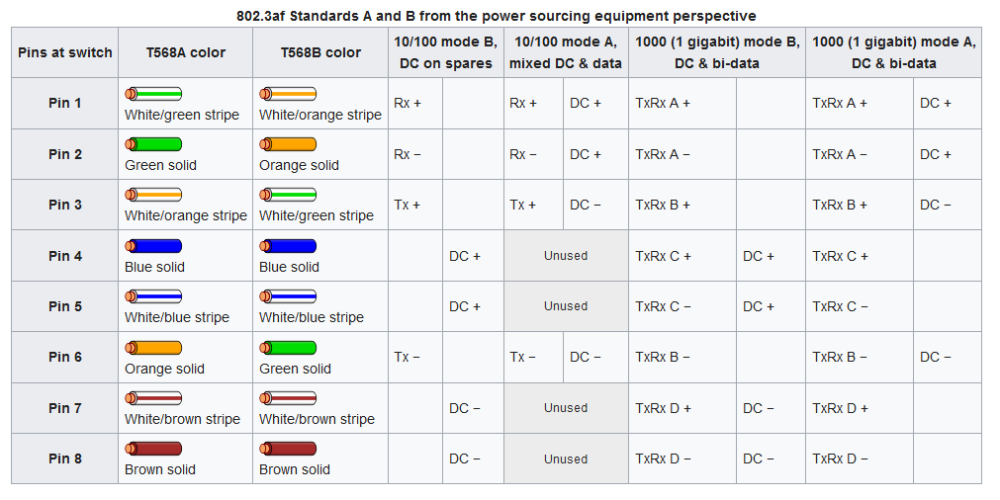 802.3af Standards A and B from the power sourcing equipment perspective
Pins at switch T568A color T568B color 10/100 mode B, DC on spares 10/100 mode A, mixed DC & data 1000 (1 gigabit) mode B, DC & bi-data 1000 (1 gigabit) mode A, DC & bi-data
Pin 1 White/green stripe White/orange stripe Rx + Rx + DC + TxRx A + TxRx A + DC +
Pin 2 Green solid Orange solid Rx − Rx − DC + TxRx A − TxRx A − DC +
Pin 3 White/orange stripe White/green stripe Tx + Tx + DC − TxRx B + TxRx B + DC −
Pin 4 Blue solid Blue solid DC + Unused TxRx C + DC + TxRx C +
Pin 5 White/blue stripe White/blue stripe DC + Unused TxRx C − DC + TxRx C −
Pin 6 Orange solid Green solid Tx − Tx − DC − TxRx B − TxRx B − DC −
Pin 7 White/brown stripe White/brown stripe DC − Unused TxRx D + DC − TxRx D +
Pin 8 Brown solid Brown solid DC − Unused TxRx D − DC − TxRx D −